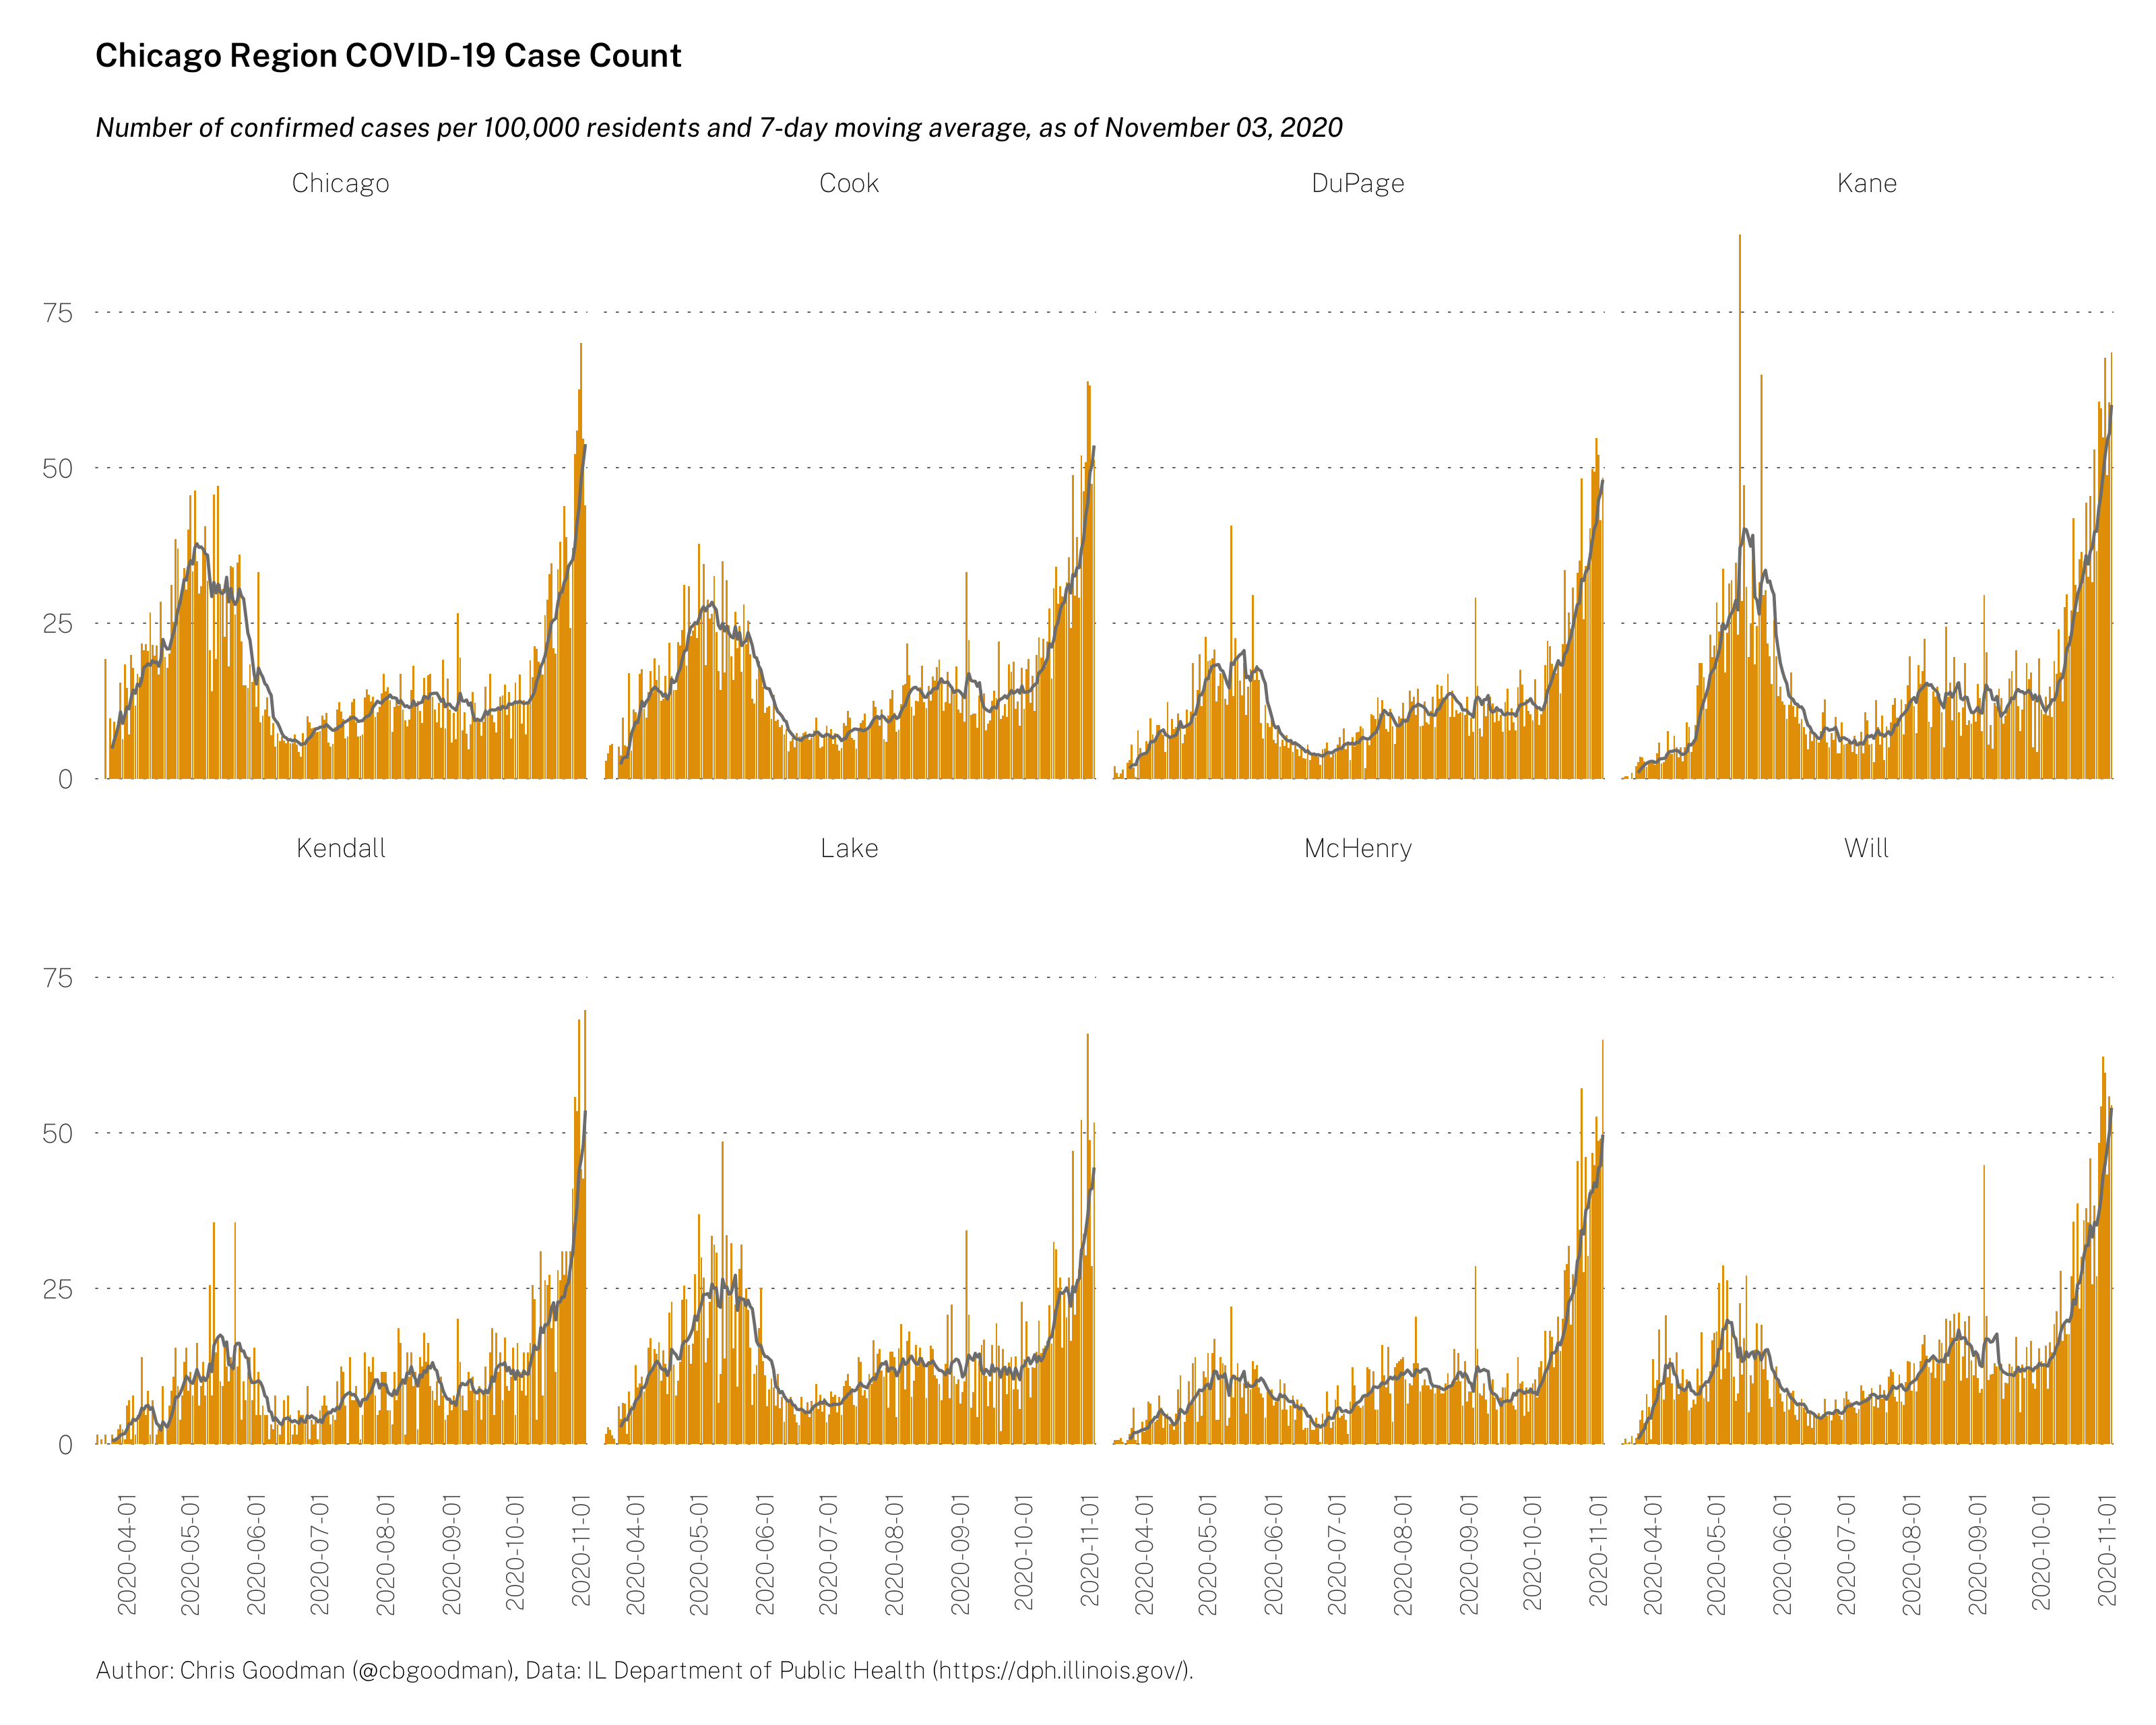 Chicago Region COVID-19 Case Count
Number of confirmed cases per 100,000 residents and 7-day moving average, as of November 03, 2020
Chicago Cook DuPage Kane
75
50
25
0
Kendall Lake McHenry Will
75
50
25
0
2020-04-01 2020-05-01 2020-06-01 2020-07-01 2020-08-01 2020-09-01 2020-10-01 2020-11-01 2020-04-01 2020-05-01 2020-06-01 2020-07-01 2020-08-01 2020-09-01 2020-10-01 2020-11-01 2020-04-01 2020-05-01 2020-06-01 2020-07-01 2020-08-01 2020-09-01 2020-10-01 2020-11-01 2020-04-01 2020-05-01 2020-06-01 2020-07-01 2020-08-01 2020-09-01 2020-10-01 2020-11-01
Author: Chris Goodman (@cbgoodman), Data: IL Department of Public Health (https://dph.illinois.gov/).